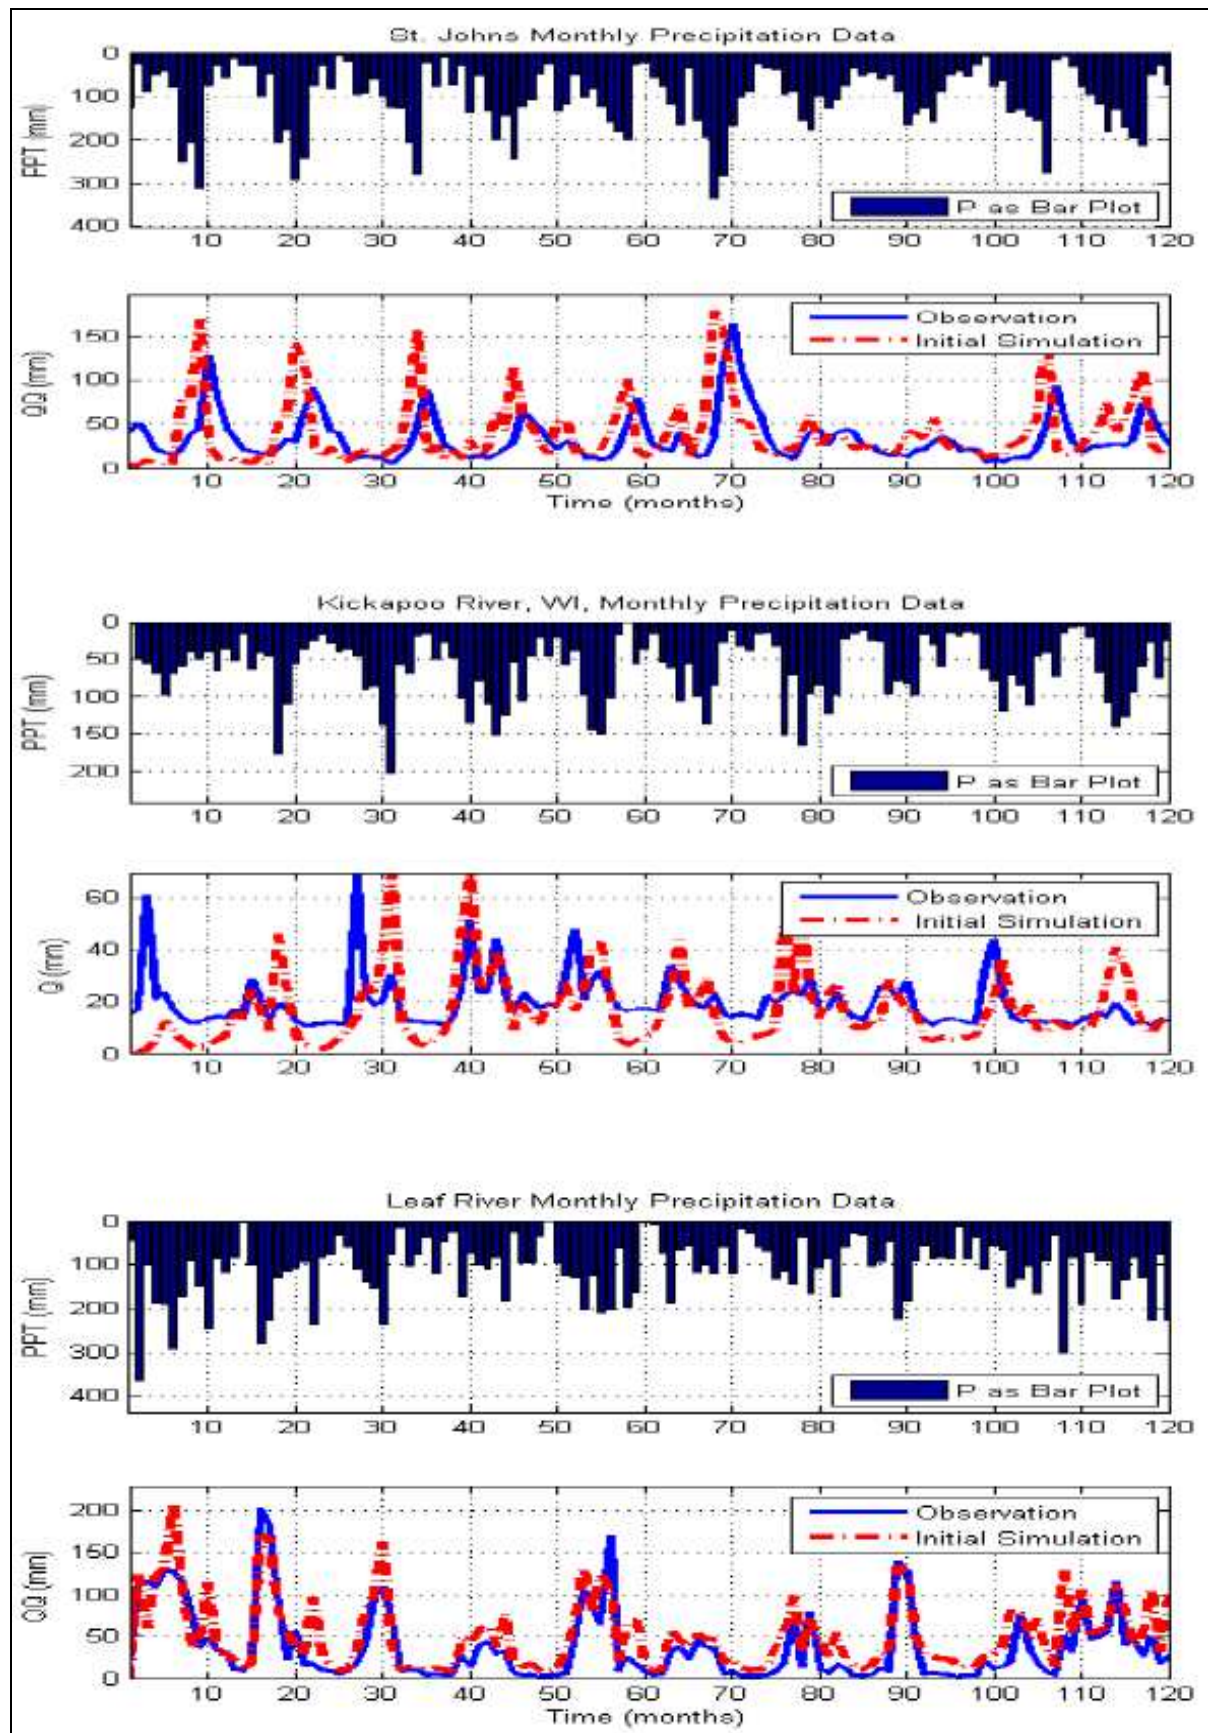 St. Johns Monthly Precipitation Data
PPT (mm)
0
100
200
300
400
P as Bar Plot
10 20 30 40 50 60 70 80 90 100 110 120
QQ (mm)
150
100
50
0
Observation
Initial Simulation
10 20 30 40 50 60 70 80 90 100 110 120
Time (months)
Kickapoo River, WI, Monthly Precipitation Data
PPT (mm)
0
50
100
150
200
P as Bar Plot
10 20 30 40 50 60 70 80 90 100 110 120
Q (mm)
60
40
20
0
Observation
Initial Simulation
10 20 30 40 50 60 70 80 90 100 110 120
Leaf River Monthly Precipitation Data
PPT (mm)
0
100
200
300
400
P as Bar Plot
10 20 30 40 50 60 70 80 90 100 110 120
QQ (mm)
200
150
100
50
0
Observation
Initial Simulation
10 20 30 40 50 60 70 80 90 100 110 120
Time (months)